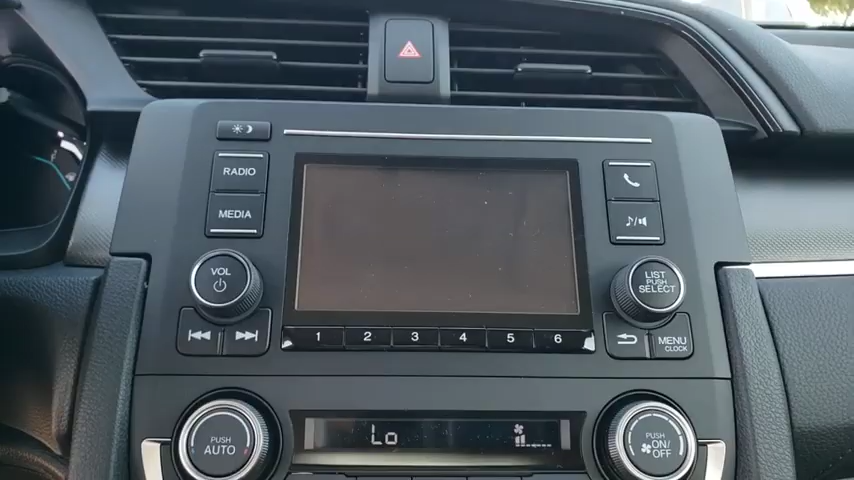 RADIO
MEDIA
VOL
1 2 3 4 5 6
LIST
PUSH
SELECT
MENU
CLOCK
PUSH
AUTO
Lo
PUSH
ON/
OFF